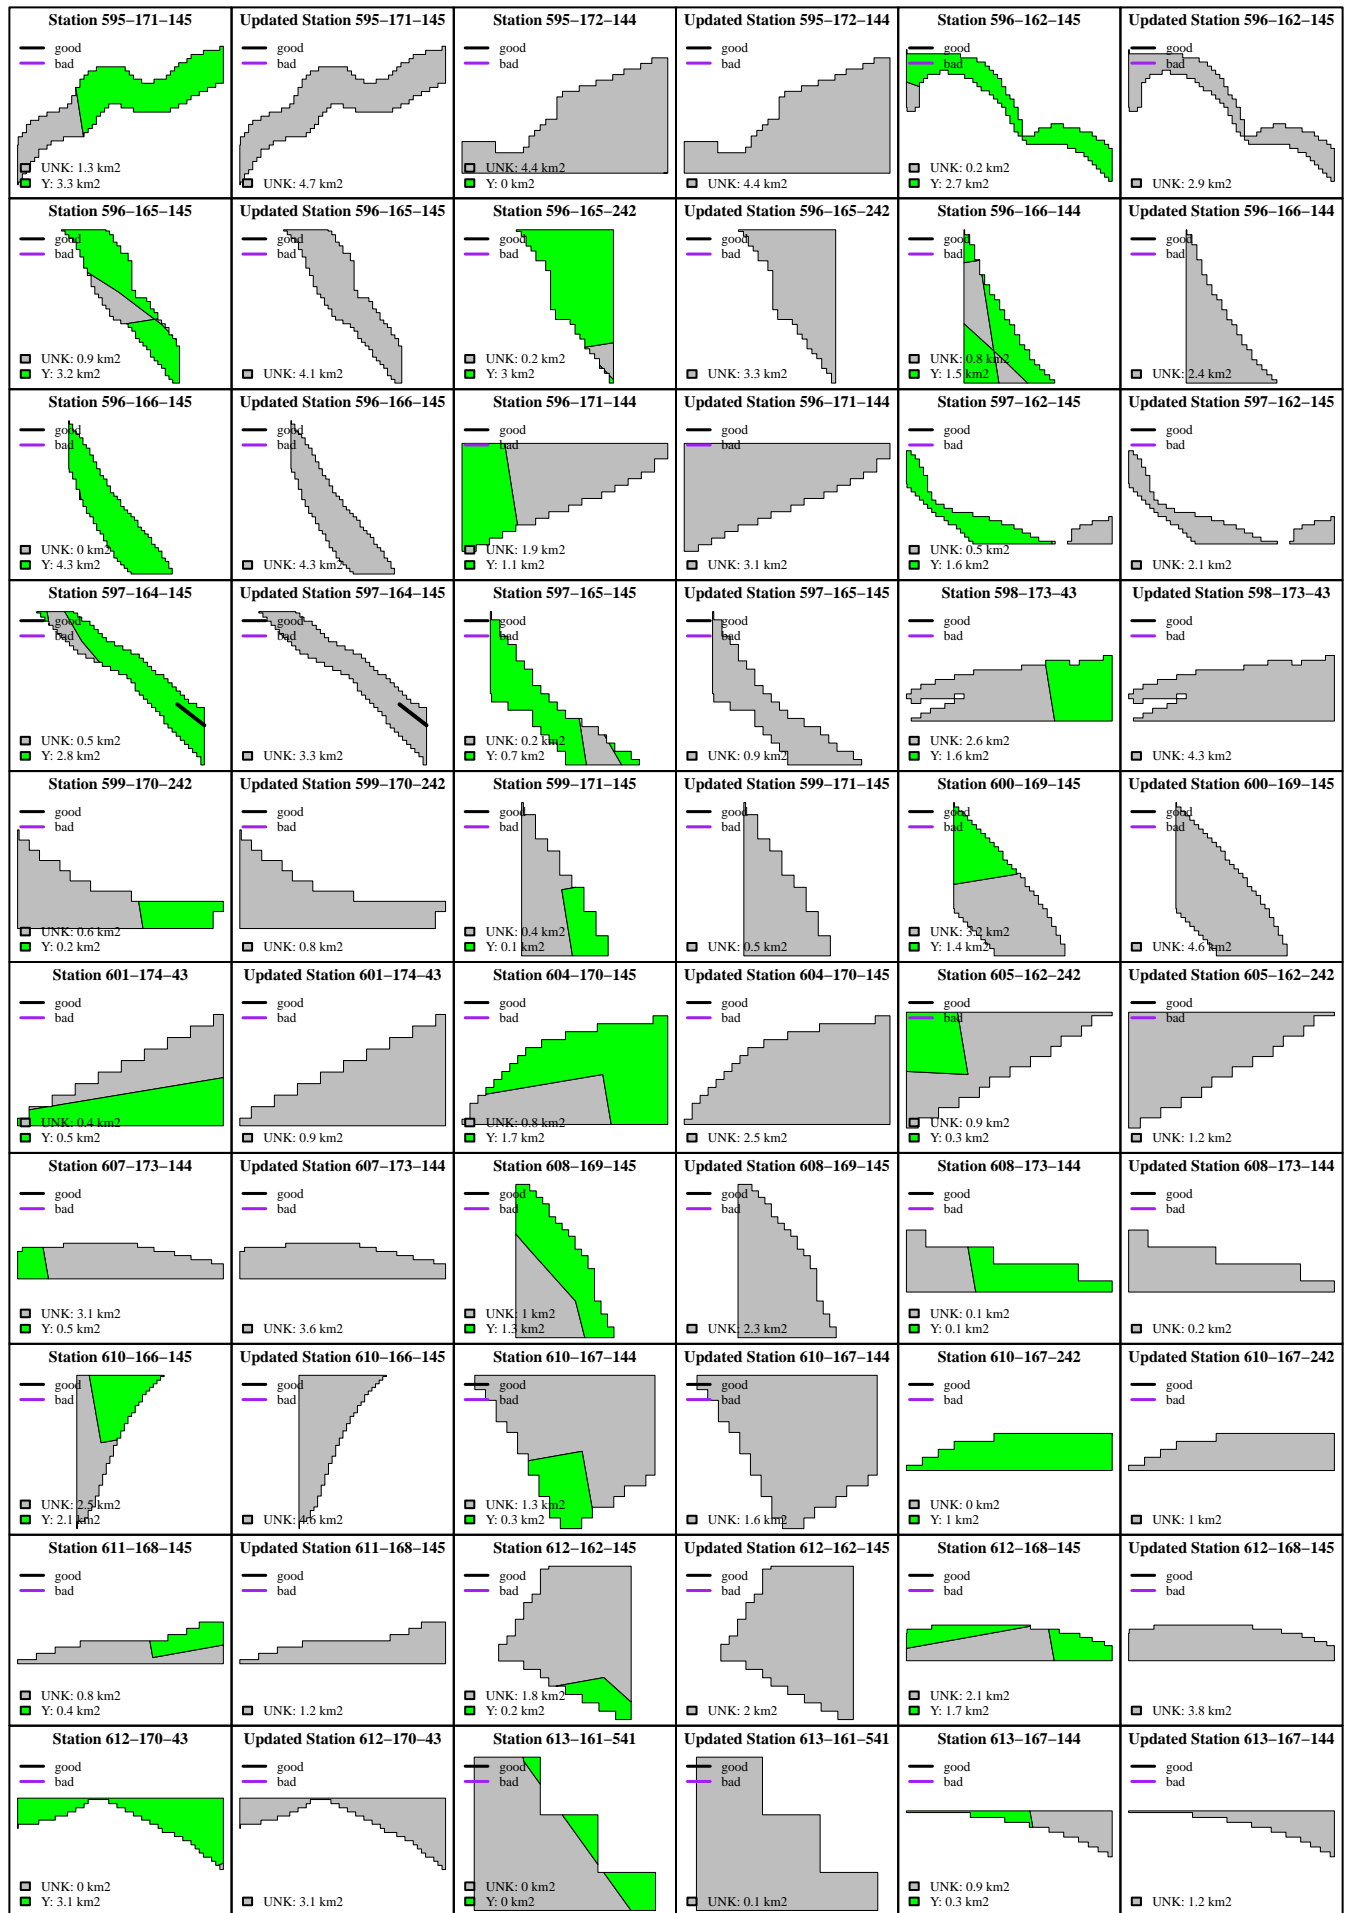 Station 595−171−145
good
bad
UNK: 1.3 km2
Y: 3.3 km2
Updated Station 595−171−145
good
bad
UNK: 4.7 km2
Station 595−172−144
good
bad
UNK: 4.4 km2
Y: 0 km2
Updated Station 595−172−144
good
bad
UNK: 4.4 km2
Station 596−162−145
good
bad
UNK: 0.2 km2
Y: 2.7 km2
Updated Station 596−162−145
good
bad
UNK: 2.9 km2
Station 596−165−145
good
bad
UNK: 0.9 km2
Y: 3.2 km2
Updated Station 596−165−145
good
bad
UNK: 4.1 km2
Station 596−165−242
good
bad
UNK: 0.2 km2
Y: 3 km2
Updated Station 596−165−242
good
bad
UNK: 3.3 km2
Station 596−166−144
good
bad
UNK: 0.8 km2
Y: 1.5 km2
Updated Station 596−166−144
good
bad
UNK: 2.4 km2
Station 596−166−145
good
bad
UNK: 0 km2
Y: 4.3 km2
Updated Station 596−166−145
good
bad
UNK: 4.3 km2
Station 596−171−144
good
bad
UNK: 1.9 km2
Y: 1.1 km2
Updated Station 596−171−144
good
bad
UNK: 3.1 km2
Station 597−162−145
good
bad
UNK: 0.5 km2
Y: 1.6 km2
Updated Station 597−162−145
good
bad
UNK: 2.1 km2
Station 597−164−145
good
bad
UNK: 0.5 km2
Y: 2.8 km2
Updated Station 597−164−145
good
bad
UNK: 3.3 km2
Station 597−165−145
good
bad
UNK: 0.2 km2
Y: 0.7 km2
Updated Station 597−165−145
good
bad
UNK: 0.9 km2
Station 598−173−43
good
bad
UNK: 2.6 km2
Y: 1.6 km2
Updated Station 598−173−43
good
bad
UNK: 4.3 km2
Station 599−170−242
good
bad
UNK: 0.6 km2
Y: 0.2 km2
Updated Station 599−170−242
good
bad
UNK: 0.8 km2
Station 599−171−145
good
bad
UNK: 0.4 km2
Y: 0.1 km2
Updated Station 599−171−145
good
bad
UNK: 0.5 km2
Station 600−169−145
good
bad
UNK: 3.2 km2
Y: 1.4 km2
Updated Station 600−169−145
good
bad
UNK: 4.6 km2
Station 601−174−43
good
bad
UNK: 0.4 km2
Y: 0.5 km2
Updated Station 601−174−43
good
bad
UNK: 0.9 km2
Station 604−170−145
good
bad
UNK: 0.8 km2
Y: 1.7 km2
Updated Station 604−170−145
good
bad
UNK: 2.5 km2
Station 605−162−242
good
bad
UNK: 0.9 km2
Y: 0.3 km2
Updated Station 605−162−242
good
bad
UNK: 1.2 km2
Station 607−173−144
good
bad
UNK: 3.1 km2
Y: 0.5 km2
Updated Station 607−173−144
good
bad
UNK: 3.6 km2
Station 608−169−145
good
bad
UNK: 1 km2
Y: 1.3 km2
Updated Station 608−169−145
good
bad
UNK: 2.3 km2
Station 608−173−144
good
bad
UNK: 0.1 km2
Y: 0.1 km2
Updated Station 608−173−144
good
bad
UNK: 0.2 km2
Station 610−166−145
good
bad
UNK: 2.5 km2
Y: 2.1 km2
Updated Station 610−166−145
good
bad
UNK: 4.6 km2
Station 610−167−144
good
bad
UNK: 1.3 km2
Y: 0.3 km2
Updated Station 610−167−144
good
bad
UNK: 1.6 km2
Station 610−167−242
good
bad
UNK: 0 km2
Y: 1 km2
Updated Station 610−167−242
good
bad
UNK: 1 km2
Station 611−168−145
good
bad
UNK: 0.8 km2
Y: 0.4 km2
Updated Station 611−168−145
good
bad
UNK: 1.2 km2
Station 612−162−145
good
bad
UNK: 1.8 km2
Y: 0.2 km2
Updated Station 612−162−145
good
bad
UNK: 2 km2
Station 612−168−145
good
bad
UNK: 2.1 km2
Y: 1.7 km2
Updated Station 612−168−145
good
bad
UNK: 3.8 km2
Station 612−170−43
good
bad
UNK: 0 km2
Y: 3.1 km2
Updated Station 612−170−43
good
bad
UNK: 3.1 km2
Station 613−161−541
good
bad
UNK: 0 km2
Y: 0 km2
Updated Station 613−161−541
good
bad
UNK: 0.1 km2
Station 613−167−144
good
bad
UNK: 0.9 km2
Y: 0.3 km2
Updated Station 613−167−144
good
bad
UNK: 1.2 km2